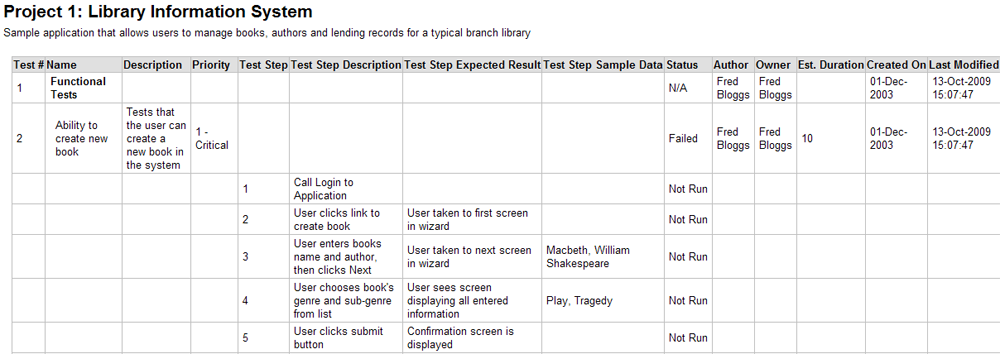 Project 1: Library Information System
Sample application that allows users to manage books, authors and lending records for a typical branch library
Test # Name Description Priority Test Step Test Step Description Test Step Expected Result Test Step Sample Data Status Author Owner Est. Duration Created On Last Modified
1 Functional Tests N/A Fred Bloggs Fred Bloggs 01-Dec-2003 13-Oct-2009 15:07:47
2 Ability to create new book Tests that the user can create a new book in the system 1 - Critical Failed Fred Bloggs Fred Bloggs 10 01-Dec-2003 13-Oct-2009 15:07:47
1 Call Login to Application Not Run
2 User clicks link to create book User taken to first screen in wizard Not Run
3 User enters books name and author, then clicks Next User taken to next screen in wizard Macbeth, William Shakespeare Not Run
4 User chooses book's genre and sub-genre from list User sees screen displaying all entered information Play, Tragedy Not Run
5 User clicks submit button Confirmation screen is displayed Not Run